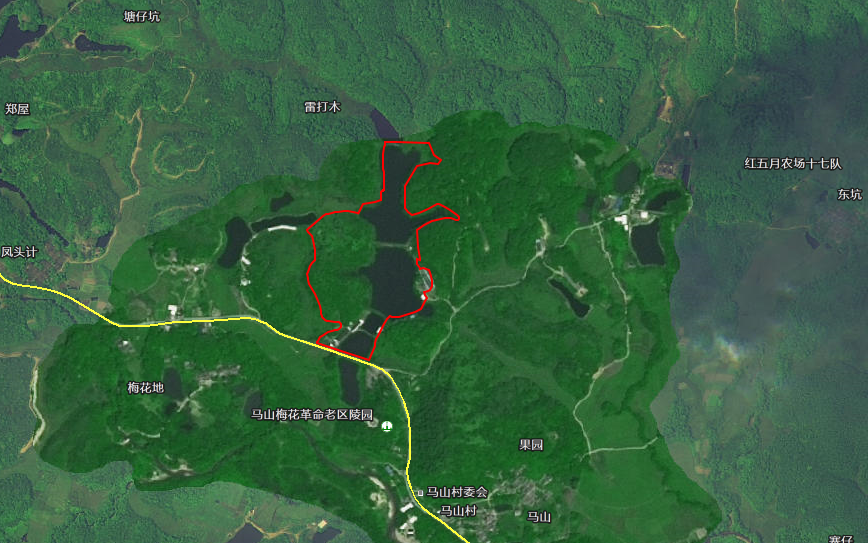 塘仔坑
郑屋
雷打木
红五月农场十七队
东坑
凤头计
梅花地
马山梅花革命老区陵园
果园
马山村委会
马山村
马山
寨仔